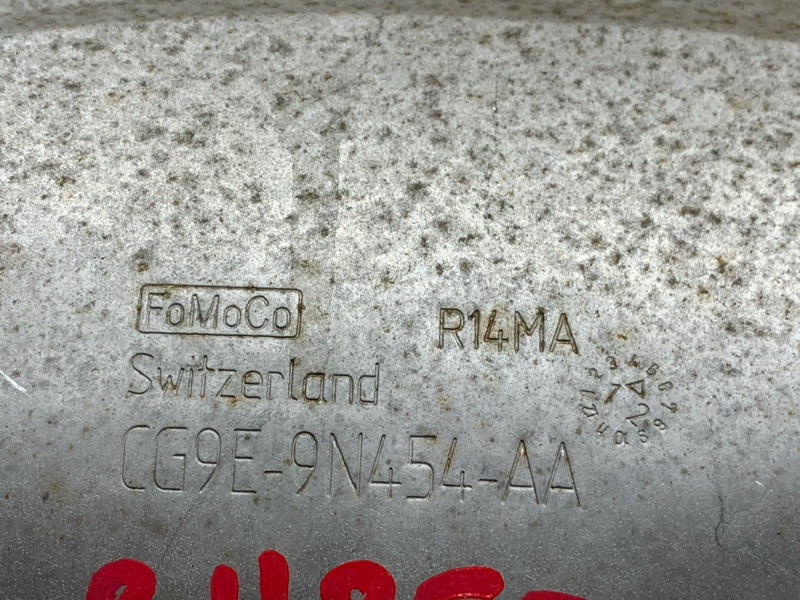 FoMoCo
R14MA
Switzerland
CG9E-9N454-AA